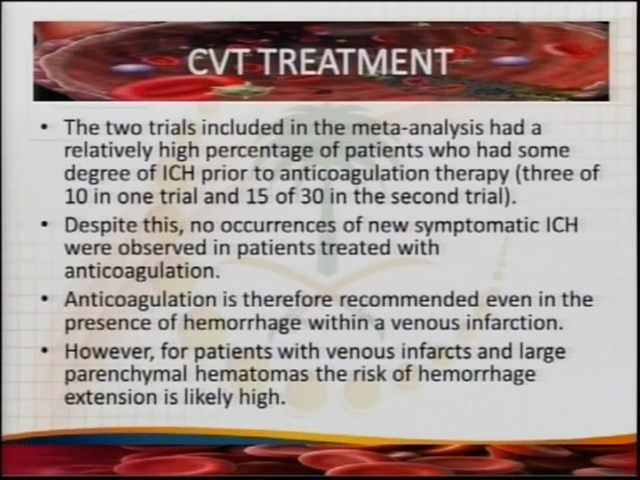 CVT TREATMENT
• The two trials included in the meta-analysis had a
relatively high percentage of patients who had some
degree of ICH prior to anticoagulation therapy (three of
10 in one trial and 15 of 30 in the second trial).
• Despite this, no occurrences of new symptomatic ICH
were observed in patients treated with
anticoagulation.
• Anticoagulation is therefore recommended even in the
presence of hemorrhage within a venous infarction.
• However, for patients with venous infarcts and large
parenchymal hematomas the risk of hemorrhage
extension is likely high.